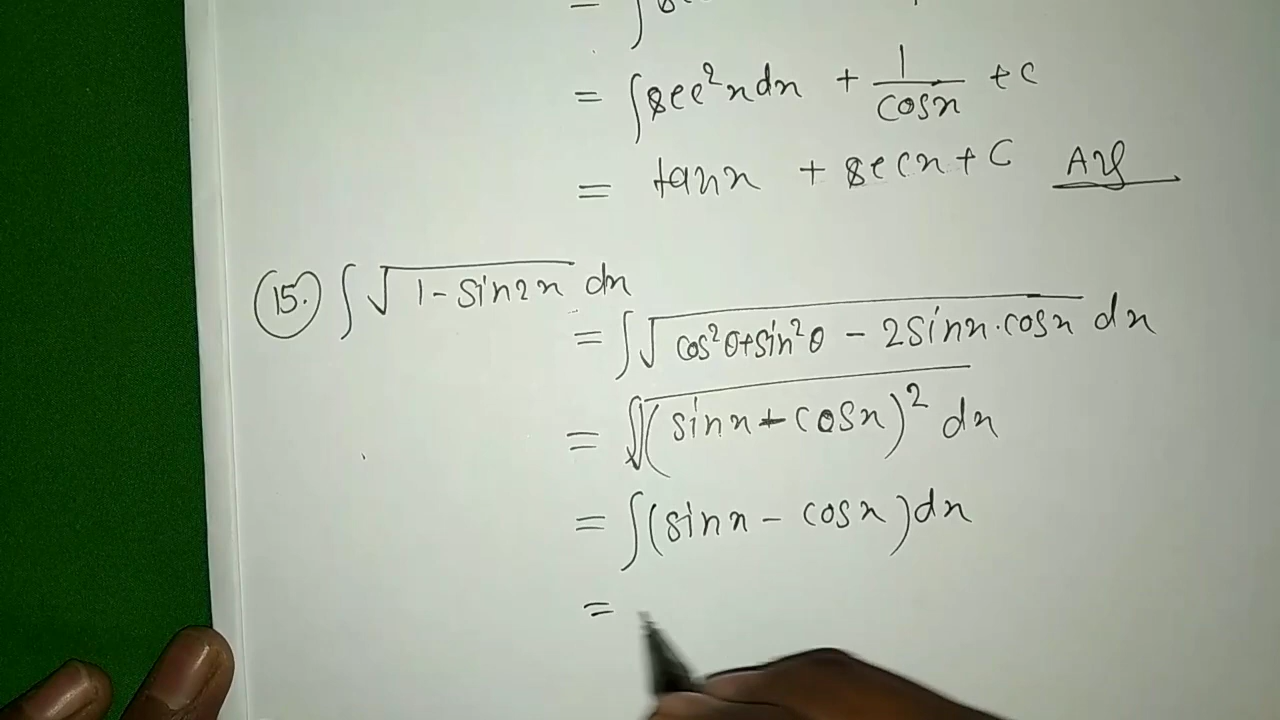 = ∫sec²x dx + 1/cosx + c
= tanx + secx + C Ans
15. ∫√(1 - sin2x) dx
= ∫√(cos²θ+sin²θ - 2sinx.cosx) dx
= ∫√(sinx - cosx)² dx
= ∫(sinx - cosx)dx
=